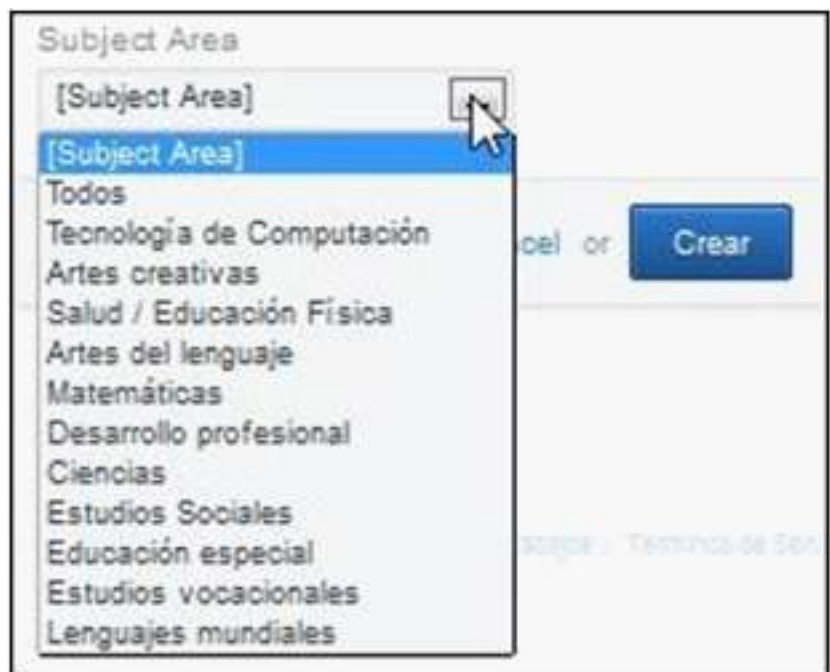 Subject Area
[Subject Area]
[Subject Area]
Todos
Tecnología de Computación
cel or Crear
Artes creativas
Salud / Educación Física
Artes del lenguaje
Matemáticas
Desarrollo profesional
Ciencias
Estudios Sociales
Educación especial
Estudios vocacionales
Lenguajes mundiales